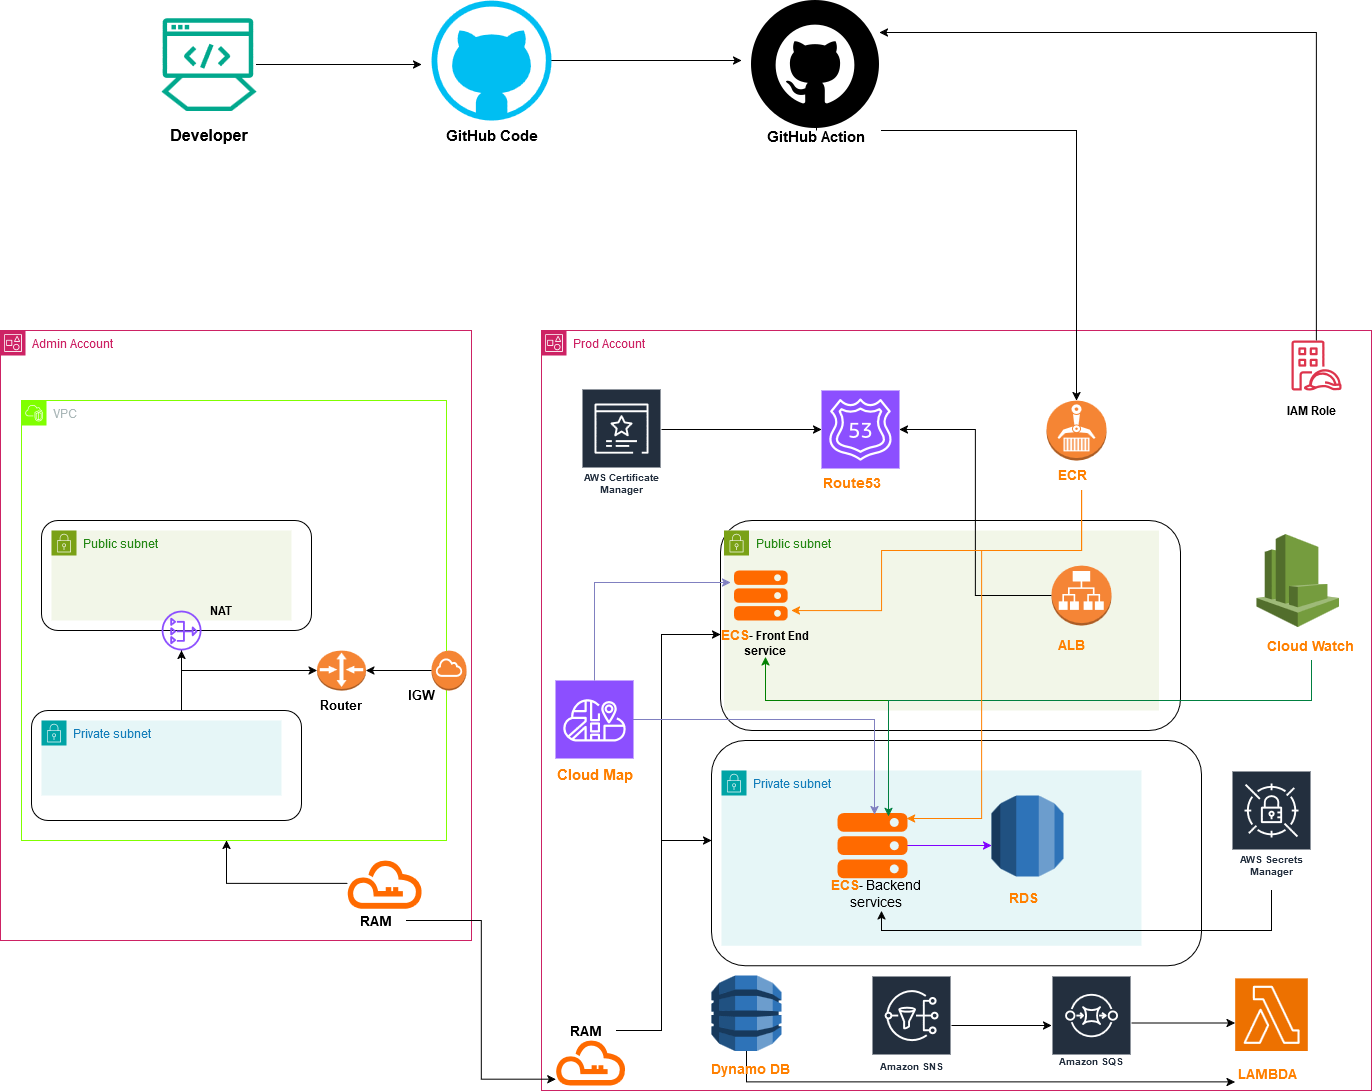 Developer
GitHub Code
GitHub Action
Admin Account
VPC
Public subnet
NAT
Router
IGW
Private subnet
RAM
Prod Account
IAM Role
AWS Certificate
Manager
53
Route53
ECR
Public subnet
ECS- Front End
service
ALB
Cloud Watch
Cloud Map
Private subnet
ECS- Backend
services
RDS
AWS Secrets
Manager
RAM
Dynamo DB
Amazon SNS
Amazon SQS
LAMBDA